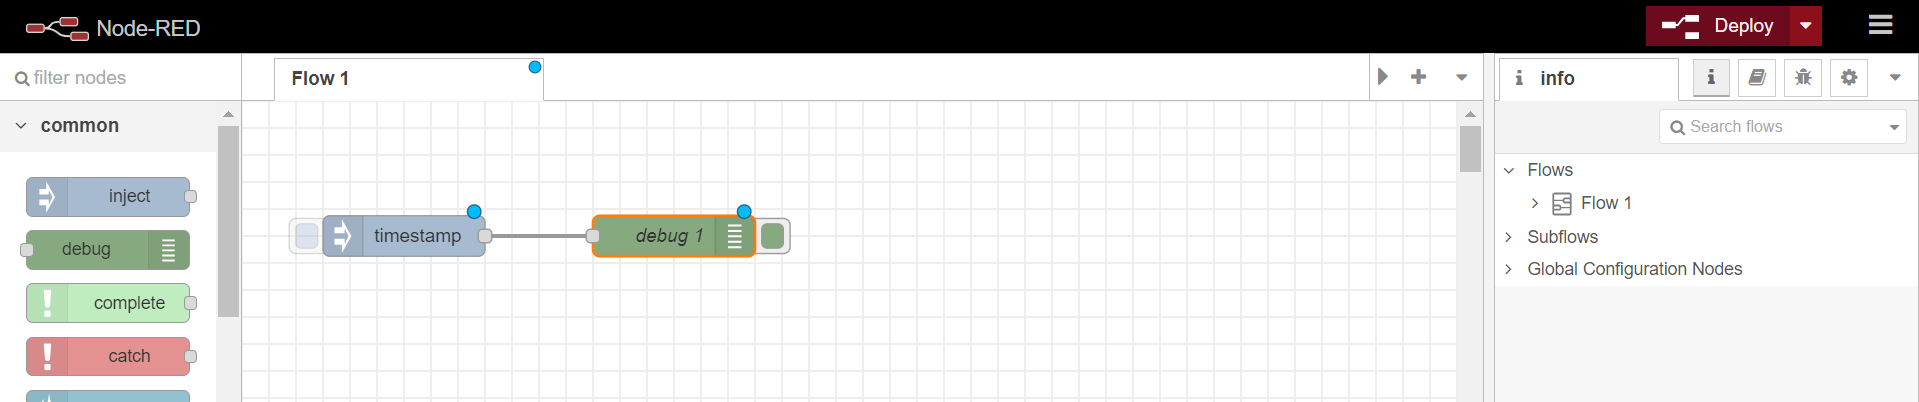 Node-RED
Deploy
filter nodes
Flow 1
info
common
Search flows
inject
debug
complete
catch
timestamp
debug 1
Flows
Flow 1
Subflows
Global Configuration Nodes